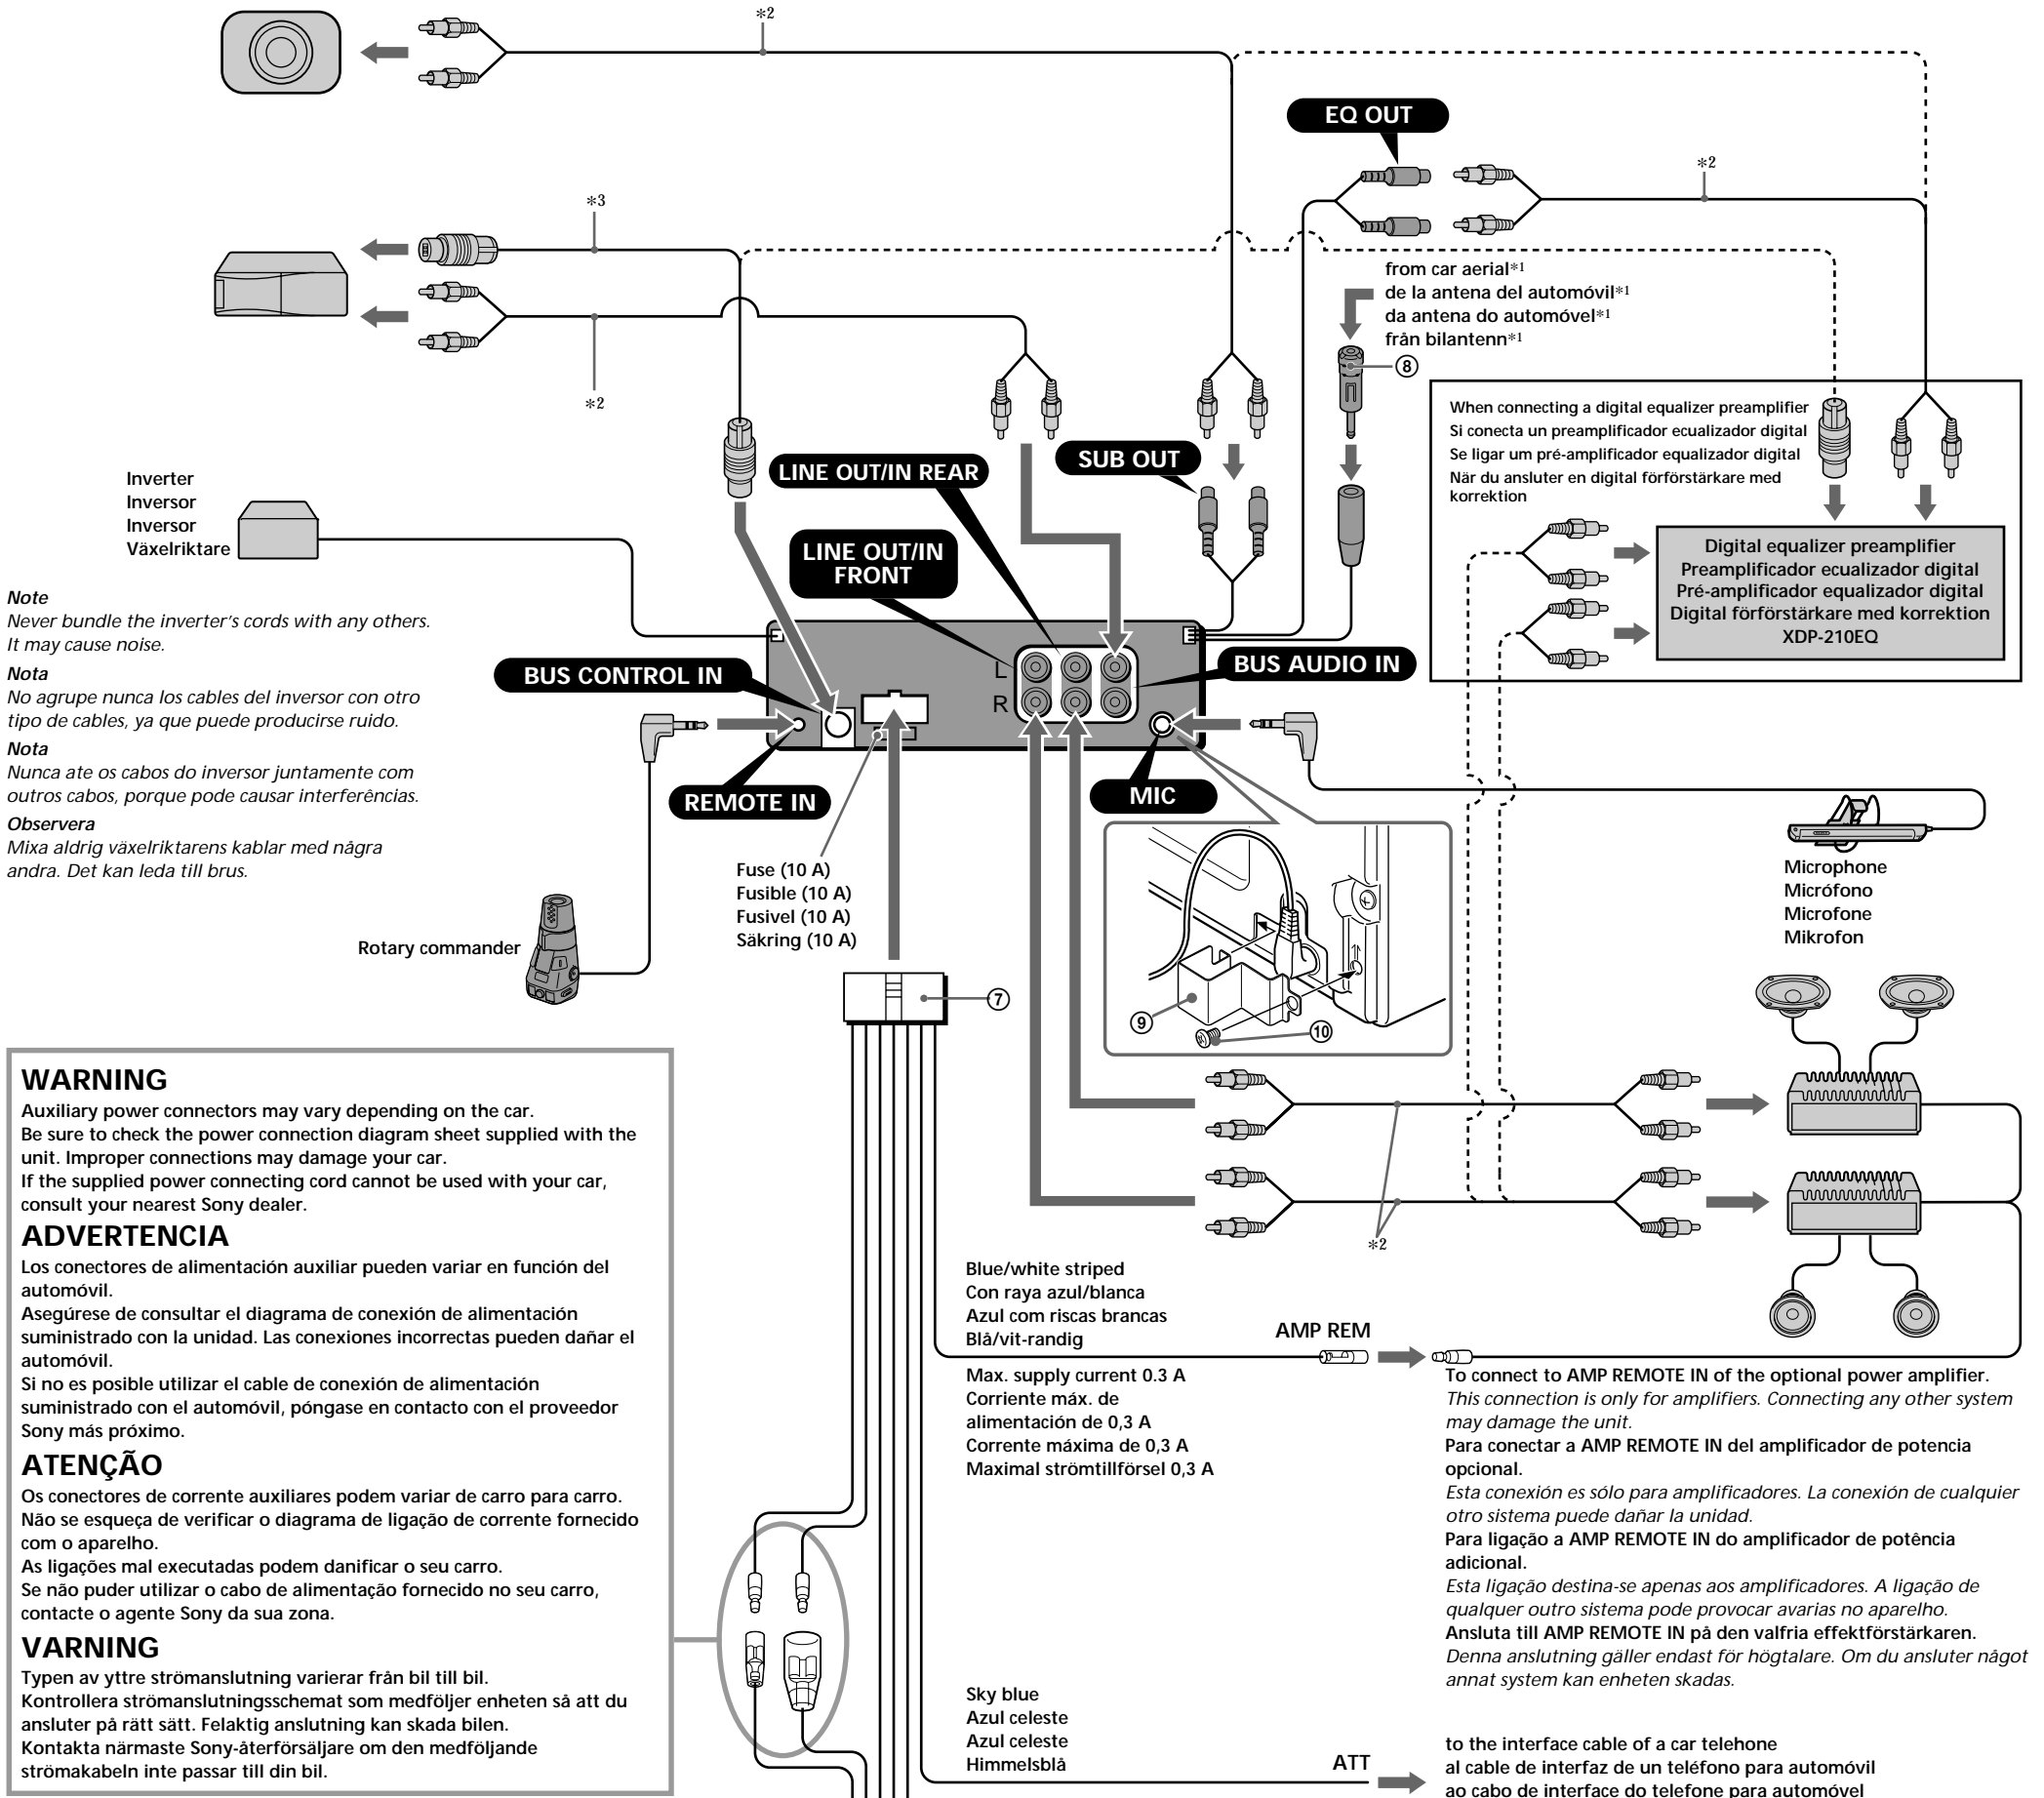 *2
EQ OUT
*2
*3
from car aerial*1
de la antena del automóvil*1
da antena do automóvel*1
från bilantenn*1
⑧
*2
When connecting a digital equalizer preamplifier
Si conecta un preamplificador ecualizador digital
Se ligar um pré-amplificador equalizador digital
När du ansluter en digital förförstärkare med
korrektion
SUB OUT
LINE OUT/IN REAR
Inverter
Inversor
Inversor
Växelriktare
LINE OUT/IN
FRONT
Digital equalizer preamplifier
Preamplificador ecualizador digital
Pré-amplificador equalizador digital
Digital förförstärkare med korrektion
XDP-210EQ
Note
Never bundle the inverter's cords with any others.
It may cause noise.
Nota
No agrupe nunca los cables del inversor con otro
tipo de cables, ya que puede producirse ruido.
Nota
Nunca ate os cabos do inversor juntamente com
outros cabos, porque pode causar interferências.
Observera
Mixa aldrig växelriktarens kablar med några
andra. Det kan leda till brus.
BUS CONTROL IN
L
R
BUS AUDIO IN
REMOTE IN
MIC
Fuse (10 A)
Fusible (10 A)
Fusivel (10 A)
Säkring (10 A)
Microphone
Micrófono
Microfone
Mikrofon
Rotary commander
⑦
⑨
⑩
WARNING
Auxiliary power connectors may vary depending on the car.
Be sure to check the power connection diagram sheet supplied with the
unit. Improper connections may damage your car.
If the supplied power connecting cord cannot be used with your car,
consult your nearest Sony dealer.
ADVERTENCIA
Los conectores de alimentación auxiliar pueden variar en función del
automóvil.
Asegúrese de consultar el diagrama de conexión de alimentación
suministrado con la unidad. Las conexiones incorrectas pueden dañar el
automóvil.
Si no es posible utilizar el cable de conexión de alimentación
suministrado con el automóvil, póngase en contacto con el proveedor
Sony más próximo.
ATENÇÃO
Os conectores de corrente auxiliares podem variar de carro para carro.
Não se esqueça de verificar o diagrama de ligação de corrente fornecido
com o aparelho.
As ligações mal executadas podem danificar o seu carro.
Se não puder utilizar o cabo de alimentação fornecido no seu carro,
contacte o agente Sony da sua zona.
VARNING
Typen av yttre strömanslutning varierar från bil till bil.
Kontrollera strömanslutningsschemat som medföljer enheten så att du
ansluter på rätt sätt. Felaktig anslutning kan skada bilen.
Kontakta närmaste Sony-återförsäljare om den medföljande
strömakabeln inte passar till din bil.
*2
Blue/white striped
Con raya azul/blanca
Azul com riscas brancas
Blå/vit-randig
AMP REM
Max. supply current 0.3 A
Corriente máx. de
alimentación de 0,3 A
Corrente máxima de 0,3 A
Maximal strömtillförsel 0,3 A
To connect to AMP REMOTE IN of the optional power amplifier.
This connection is only for amplifiers. Connecting any other system
may damage the unit.
Para conectar a AMP REMOTE IN del amplificador de potencia
opcional.
Esta conexión es sólo para amplificadores. La conexión de cualquier
otro sistema puede dañar la unidad.
Para ligação a AMP REMOTE IN do amplificador de potência
adicional.
Esta ligação destina-se apenas aos amplificadores. A ligação de
qualquer outro sistema pode provocar avarias no aparelho.
Ansluta till AMP REMOTE IN på den valfria effektförstärkaren.
Denna anslutning gäller endast för högtalare. Om du ansluter något
annat system kan enheten skadas.
Sky blue
Azul celeste
Azul celeste
Himmelsblå
ATT
to the interface cable of a car telehone
al cable de interfaz de un teléfono para automóvil
ao cabo de interface do telefone para automóvel